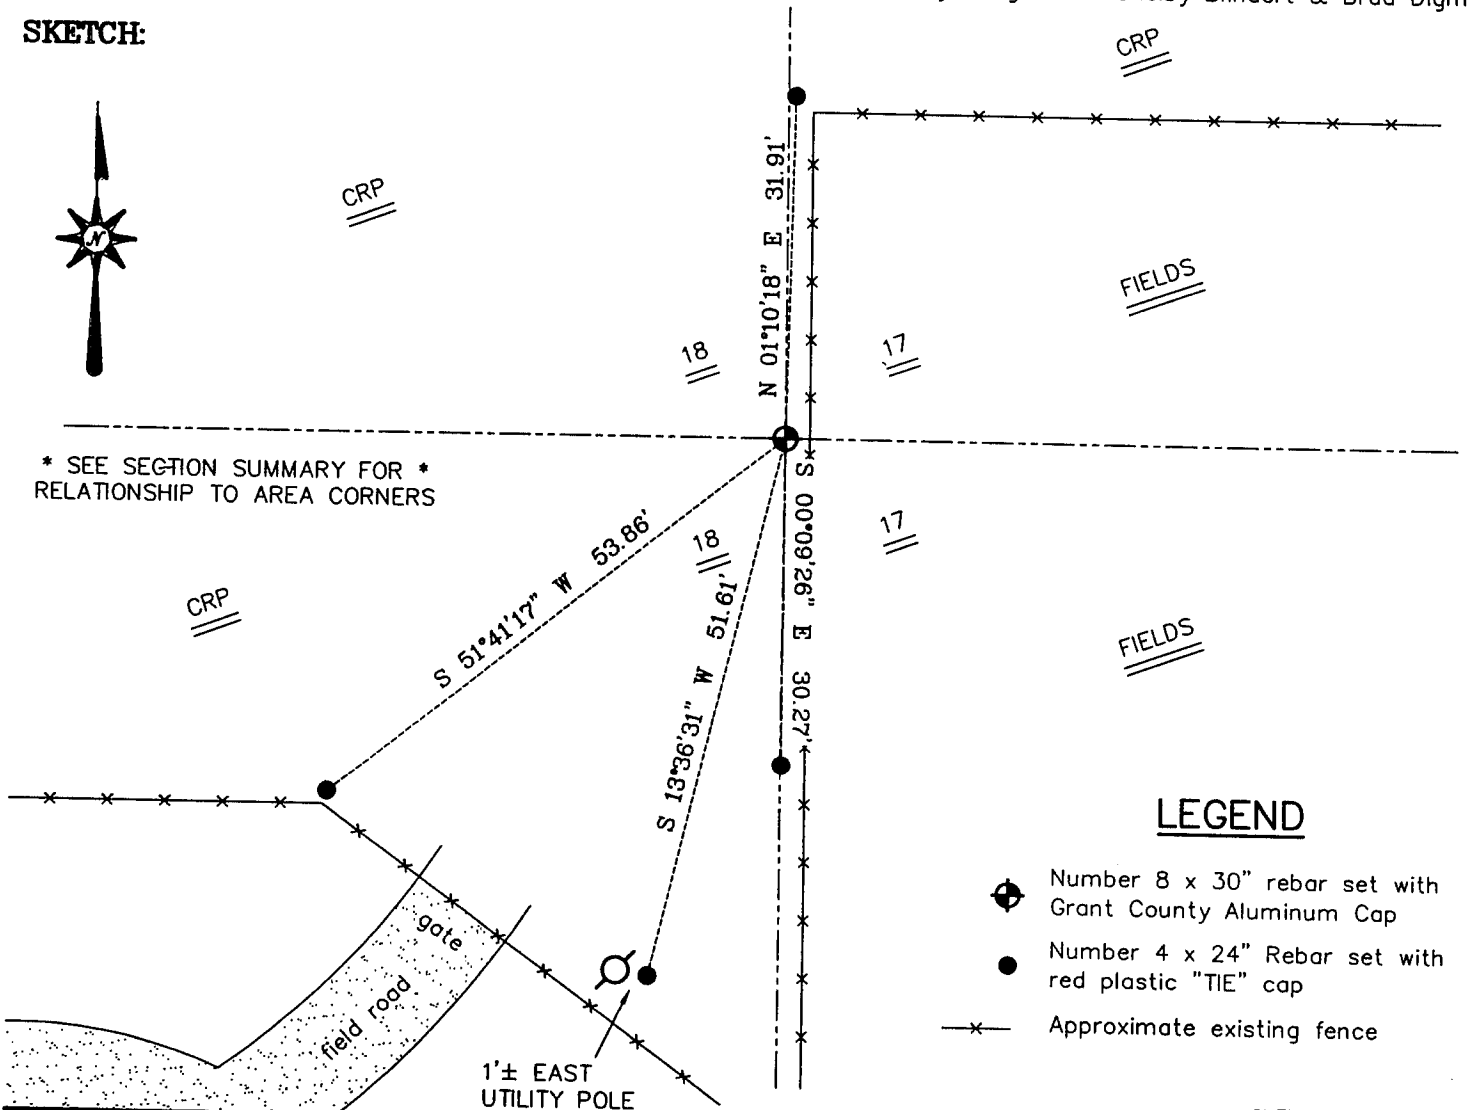 SKETCH:
CRP
CRP
N
N 01°10'18" E 31.91'
FIELDS
18
17
* SEE SECTION SUMMARY FOR *
RELATIONSHIP TO AREA CORNERS
S 00°09'26" E 30.27'
S 51°41'17" W 53.86'
18
17
S 13°36'31" W 51.61'
CRP
FIELDS
LEGEND
Number 8 x 30" rebar set with
Grant County Aluminum Cap
Number 4 x 24" Rebar set with
red plastic "TIE" cap
Approximate existing fence
gate
field road
1'± EAST
UTILITY POLE